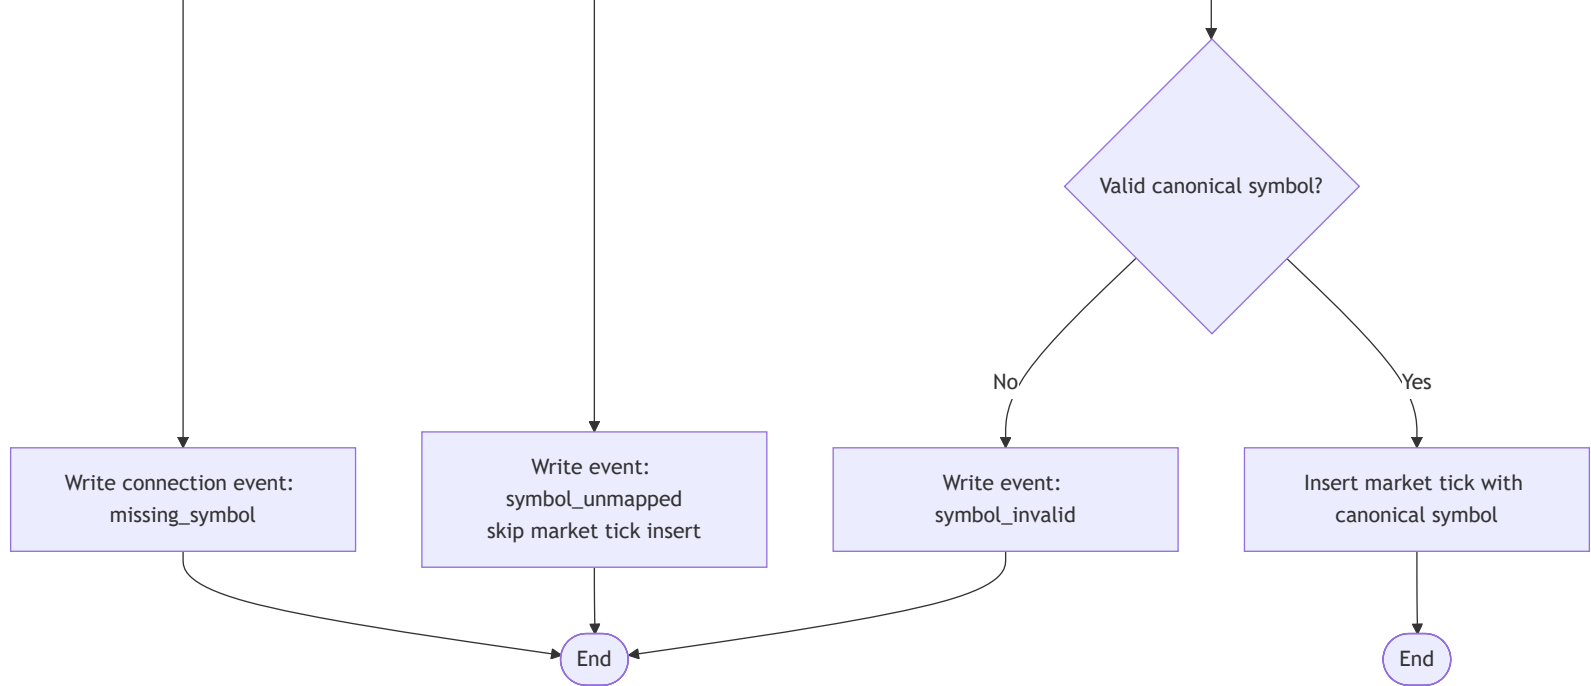 Valid canonical symbol?
No
Yes
Write connection event:
missing_symbol
Write event:
symbol_unmapped
skip market tick insert
Write event:
symbol_invalid
Insert market tick with
canonical symbol
End
End